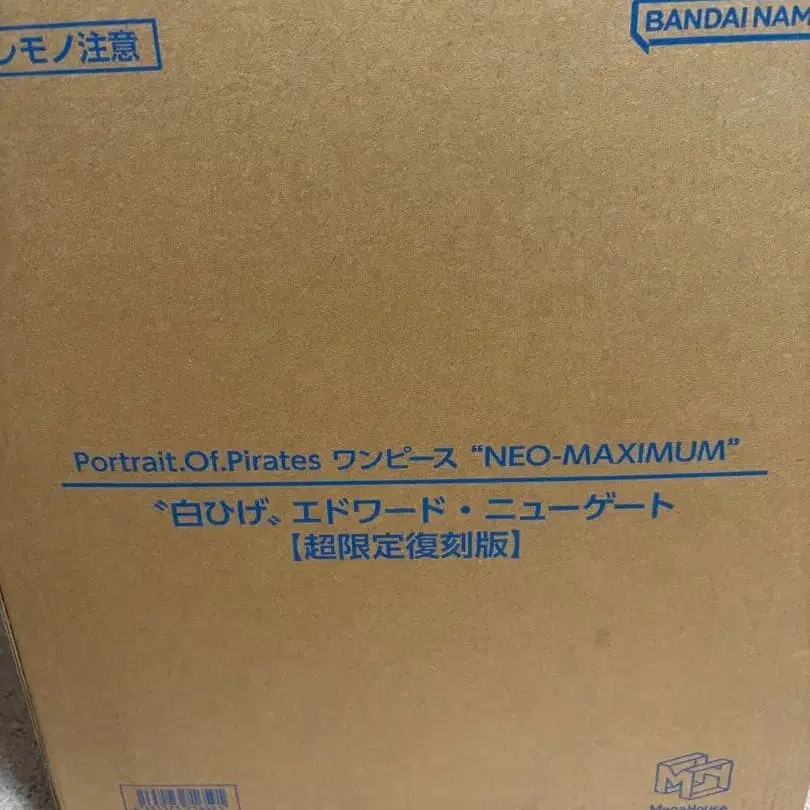 レモノ注意
BANDAI NAM
Portrait.Of.Pirates ワンピース “NEO-MAXIMUM”
〝白ひげ〟エドワード・ニューゲート
【超限定復刻版】
MegaHouse